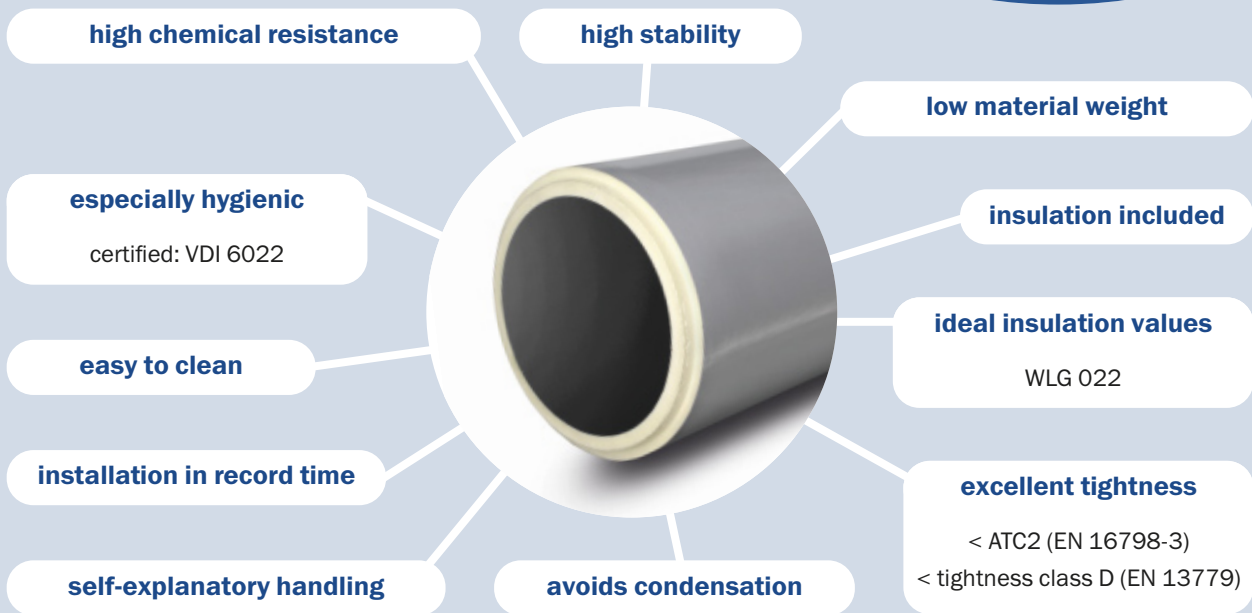 high chemical resistance
high stability
low material weight
especially hygienic
certified: VDI 6022
insulation included
ideal insulation values
WLG 022
easy to clean
installation in record time
excellent tightness
< ATC2 (EN 16798-3)
< tightness class D (EN 13779)
self-explanatory handling
avoids condensation